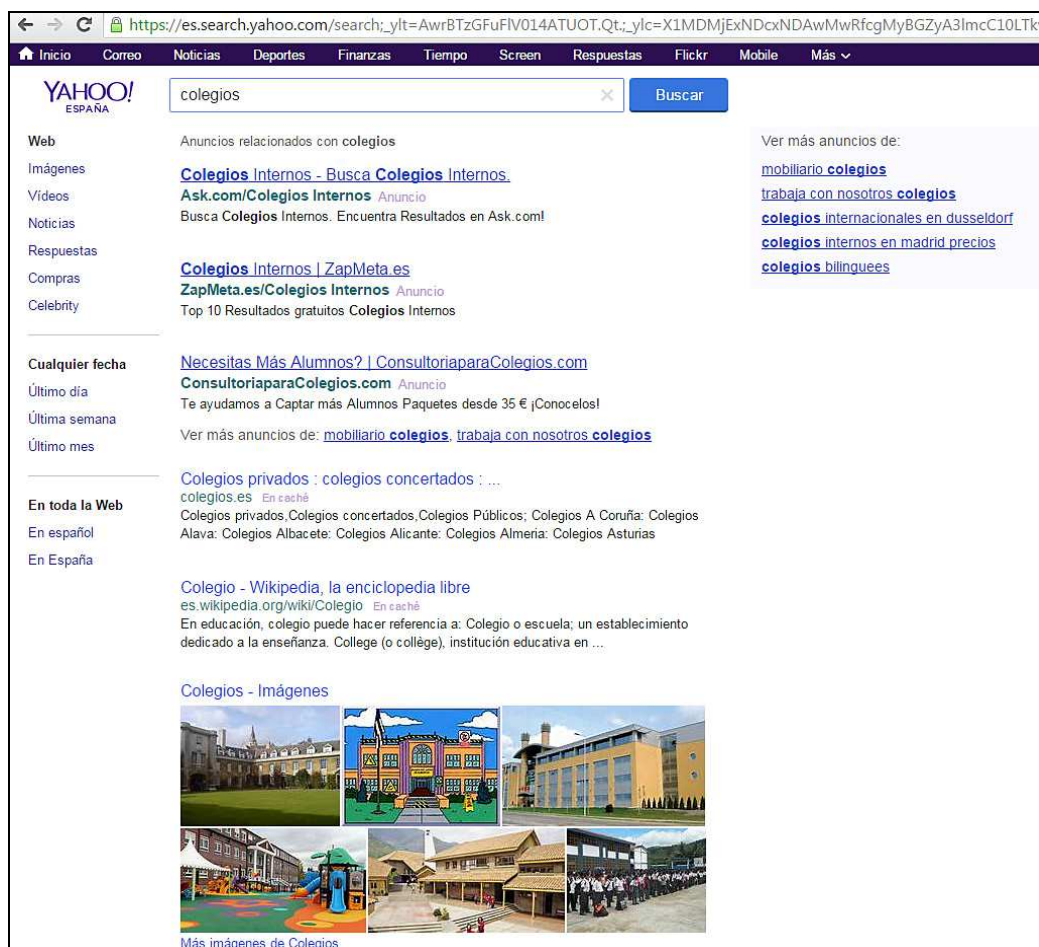 https://es.search.yahoo.com/search;_ylt=AwrBTzGFuFlV014ATUOT.Qt.;_ylc=X1MDMjExNDcxNDAwMwRfcgMyBGZyA3lmcC10LTk
Inicio Correo Noticias Deportes Finanzas Tiempo Screen Respuestas Flickr Mobile Más
YAHOO!
ESPAÑA
colegios
Buscar
Web
Imágenes
Vídeos
Noticias
Respuestas
Compras
Celebrity
Cualquier fecha
Último día
Última semana
Último mes
En toda la Web
En español
En España
Anuncios relacionados con colegios
Colegios Internos - Busca Colegios Internos.
Ask.com/Colegios Internos Anuncio
Busca Colegios Internos. Encuentra Resultados en Ask.com!
Colegios Internos | ZapMeta.es
ZapMeta.es/Colegios Internos Anuncio
Top 10 Resultados gratuitos Colegios Internos
Necesitas Más Alumnos? | ConsultoriaparaColegios.com
ConsultoriaparaColegios.com Anuncio
Te ayudamos a Captar más Alumnos Paquetes desde 35 € ¡Conocelos!
Ver más anuncios de: mobiliario colegios, trabaja con nosotros colegios
Colegios privados : colegios concertados : ...
colegios.es En caché
Colegios privados,Colegios concertados,Colegios Públicos; Colegios A Coruña: Colegios
Alava: Colegios Albacete: Colegios Alicante: Colegios Almeria: Colegios Asturias
Colegio - Wikipedia, la enciclopedia libre
es.wikipedia.org/wiki/Colegio En caché
En educación, colegio puede hacer referencia a: Colegio o escuela; un establecimiento
dedicado a la enseñanza. College (o collège), institución educativa en ...
Colegios - Imágenes
Más imágenes de Colegios
Ver más anuncios de:
mobiliario colegios
trabaja con nosotros colegios
colegios internacionales en dusseldorf
colegios internos en madrid precios
colegios bilinguees